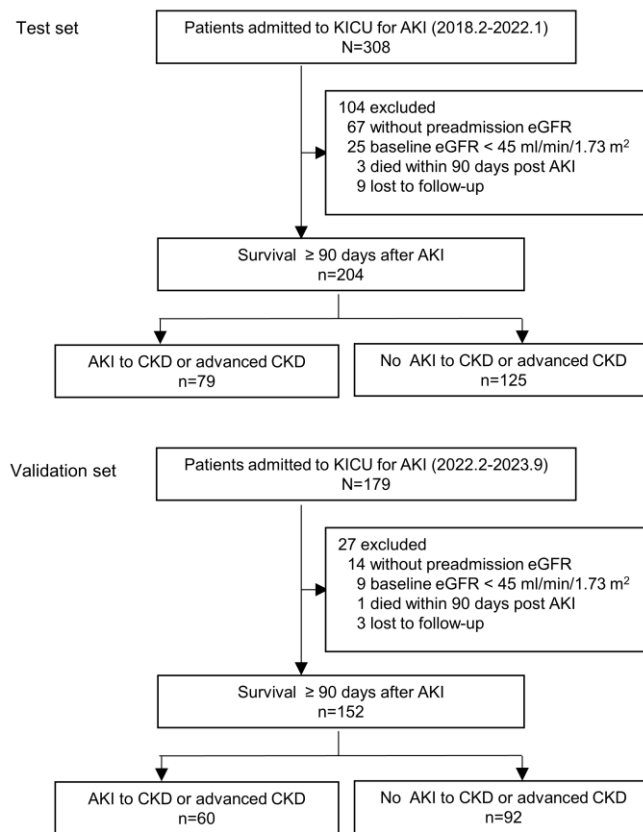 Test set
Patients admitted to KICU for AKI (2018.2-2022.1)
N=308
104 excluded
67 without preadmission eGFR
25 baseline eGFR < 45 ml/min/1.73 m²
3 died within 90 days post AKI
9 lost to follow-up
Survival ≥ 90 days after AKI
n=204
AKI to CKD or advanced CKD
n=79
No AKI to CKD or advanced CKD
n=125
Validation set
Patients admitted to KICU for AKI (2022.2-2023.9)
N=179
27 excluded
14 without preadmission eGFR
9 baseline eGFR < 45 ml/min/1.73 m²
1 died within 90 days post AKI
3 lost to follow-up
Survival ≥ 90 days after AKI
n=152
AKI to CKD or advanced CKD
n=60
No AKI to CKD or advanced CKD
n=92